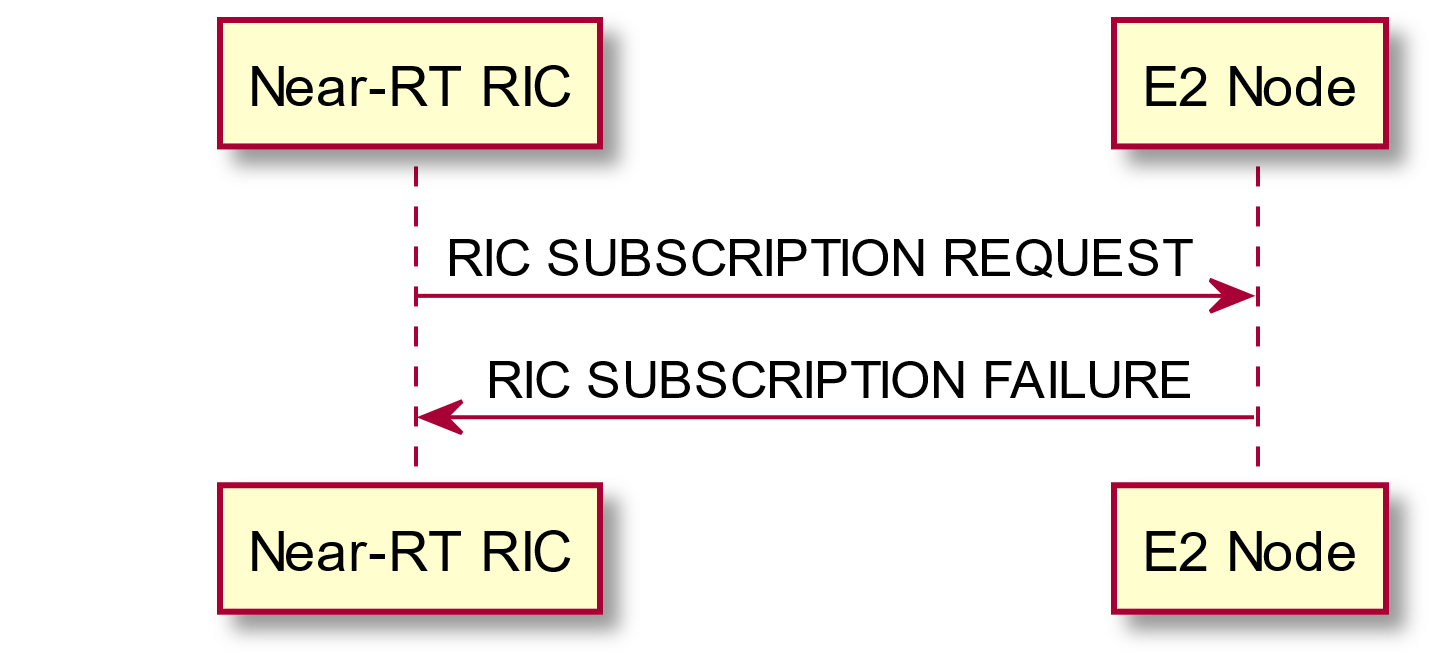 Near-RT RIC
E2 Node
RIC SUBSCRIPTION REQUEST
RIC SUBSCRIPTION FAILURE
Near-RT RIC
E2 Node